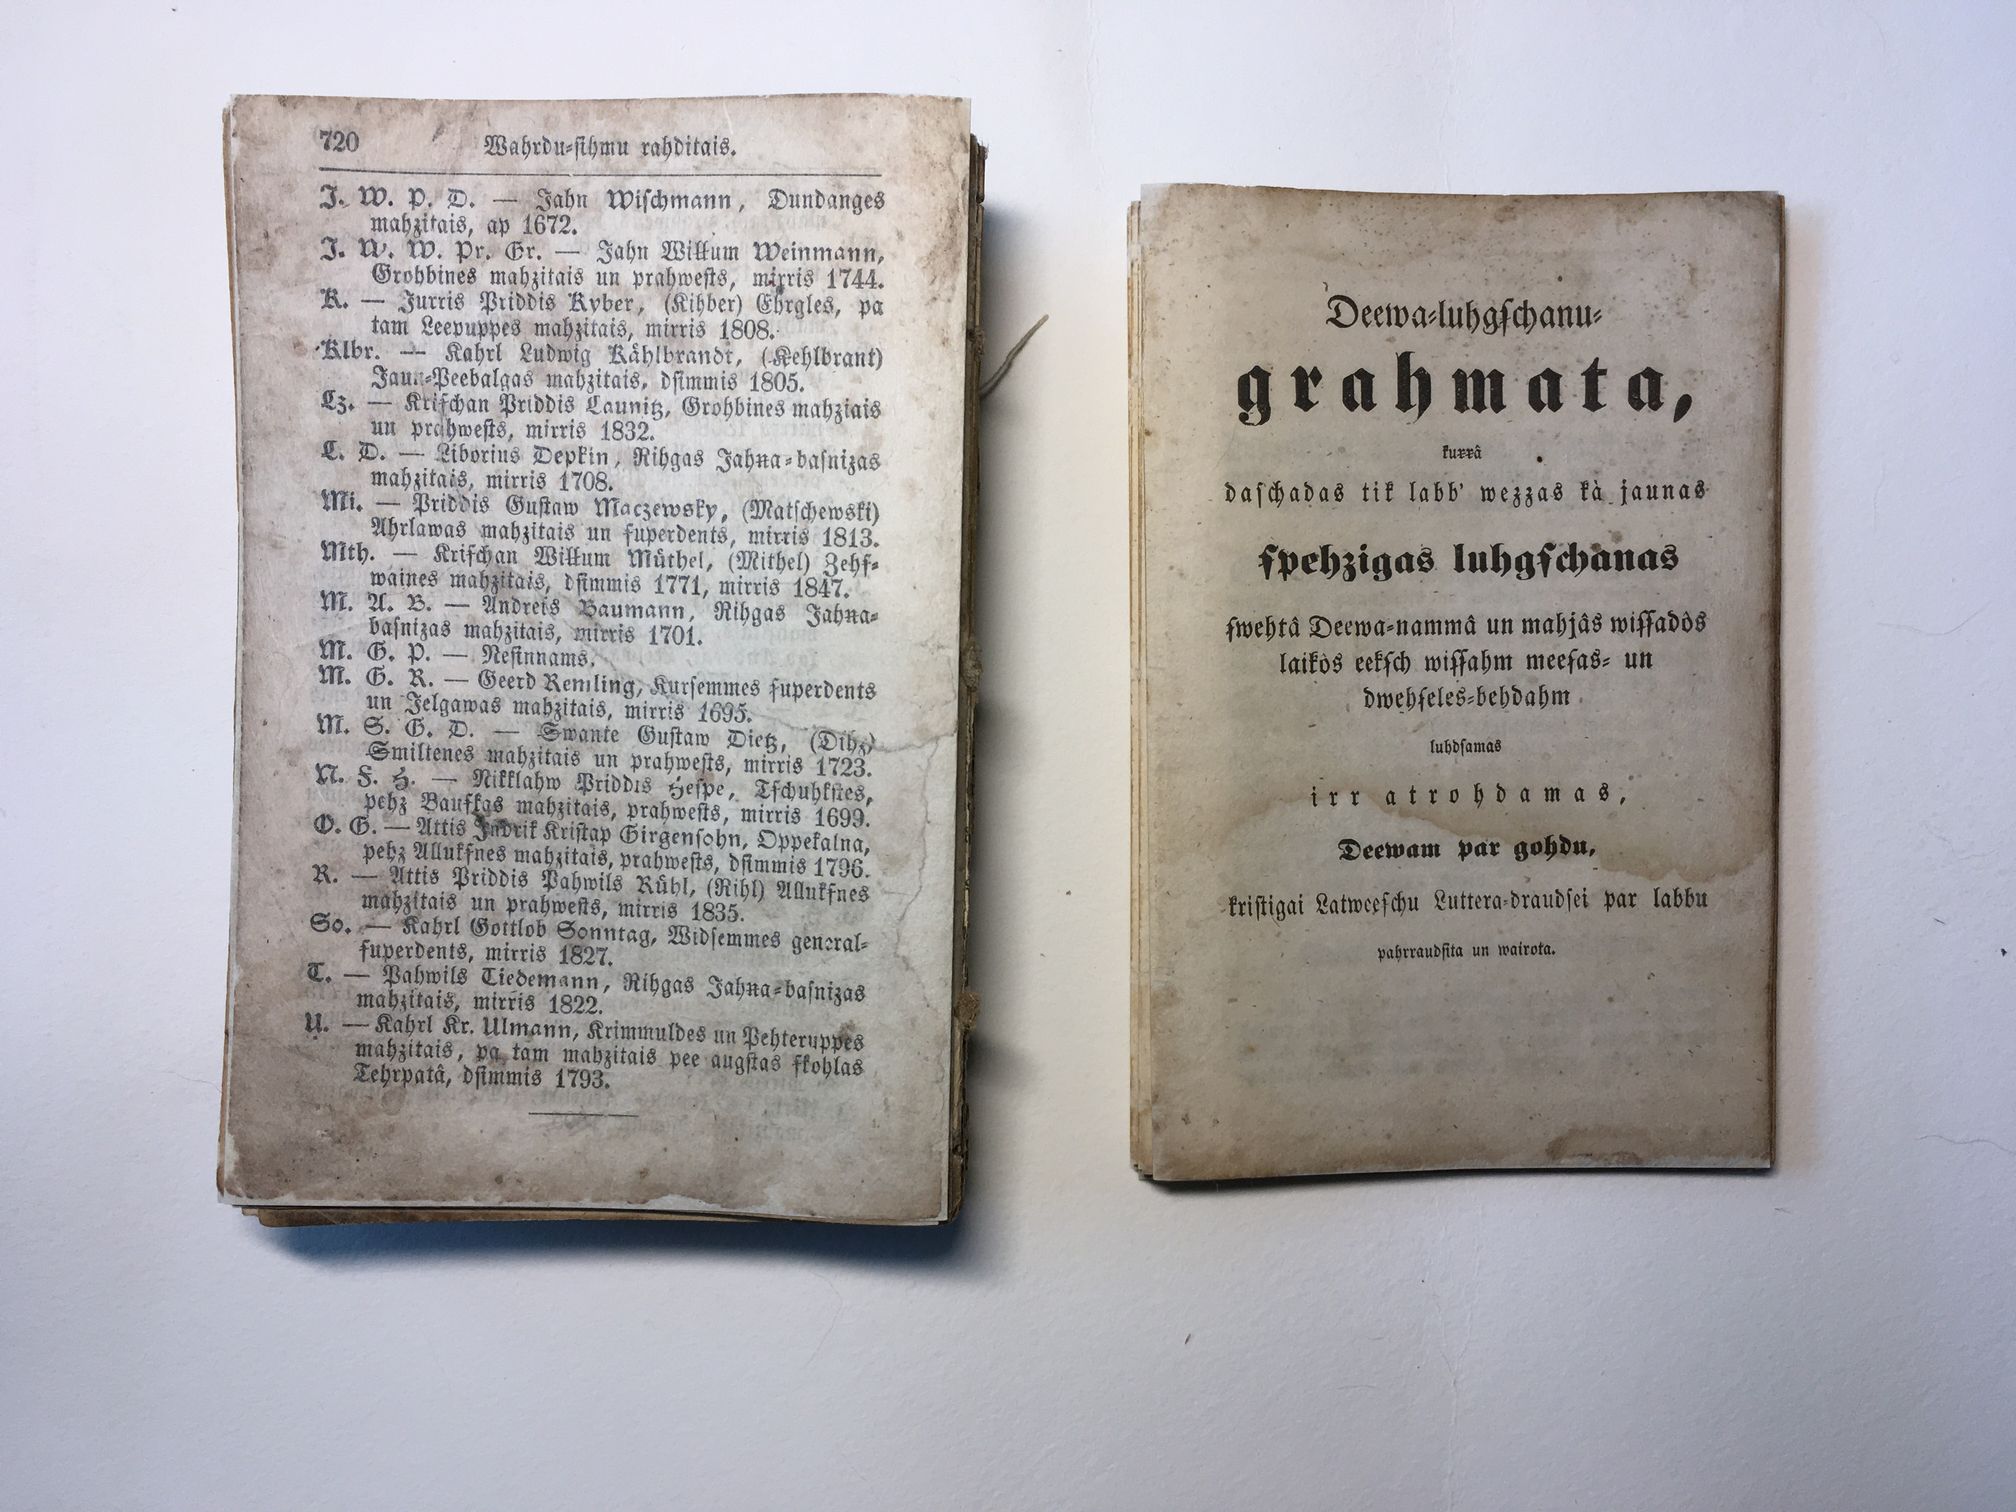 720 Wahrdu⸗ſihmu rahditais.
J. W. P. D. — Jahn Wiſchmann, Dundanges
mahzitais, ap 1672.
J. W. W. Pr. Gr. — Jahn Willum Weinmann,
Grohbines mahzitais un prahweſts, mirris 1744.
K. — Jurris Priddis Kyber, (Kihber) Ehrgles, pa
tam Leepuppes mahzitais, mirris 1808.
Klbr. — Kahrl Ludwig Kählbrandt, (Kehlbrant)
Jaun⸗Peebalgas mahzitais, dſimmis 1805.
Lz. — Kriſchan Priddis Launitz, Grohbines mahziais
un prahweſts, mirris 1832.
L. D. — Liborius Depkin, Rihgas Jahna⸗baſnizas
mahzitais, mirris 1708.
Mi. — Priddis Guſtaw Maczewsky, (Matſchewski)
Ahrlawas mahzitais un ſuperdents, mirris 1813.
Mth. — Kriſchan Willum Müthel, (Mithel) Zehſ⸗
waines mahzitais, dſimmis 1771, mirris 1847.
M. A. B. — Andreis Baumann, Rihgas Jahna⸗
baſnizas mahzitais, mirris 1701.
M. G. P. — Neſinnams.
M. G. R. — Geerd Remling, Kurſemmes ſuperdents
un Jelgawas mahzitais, mirris 1695.
M. S. G. D. — Swante Guſtaw Dietz, (Dihz)
Smiltenes mahzitais un prahweſts, mirris 1723.
N. F. H. — Nikklahw Priddis Heſpe, Tſchuhkſtes,
pehz Bauſkas mahzitais, prahweſts, mirris 1699.
O. G. — Attis Indrik Kriſtap Girgenſohn, Oppekalna,
pehz Allukſnes mahzitais, prahweſts, dſimmis 1796.
R. — Attis Priddis Pahwils Rühl, (Rihl) Allukſnes
mahzitais un prahweſts, mirris 1835.
So. — Kahrl Gottlob Sonntag, Widſemmes general⸗
ſuperdents, mirris 1827.
T. — Pahwils Tiedemann, Rihgas Jahna⸗baſnizas
mahzitais, mirris 1822.
U. — Kahrl Kr. Ulmann, Krimmuldes un Pehteruppes
mahzitais, pa tam mahzitais pee augſtas ſkohlas
Tehrpatâ, dſimmis 1793.
Deewa⸗luhgſchanu⸗
grahmata,
kurrâ
daſchadas tik labb' wezzas kà jaunas
ſpehzigas luhgſchanas
ſwehtâ Deewa⸗nammâ un mahjâs wiſſadòs
laikòs eekſch wiſſahm meeſas⸗ un
dwehſeles⸗behdahm
luhdſamas
irr atrohdamas,
Deewam par gohdu,
kriſtigai Latweeſchu Luttera⸗draudſei par labbu
pahrraudſita un wairota.